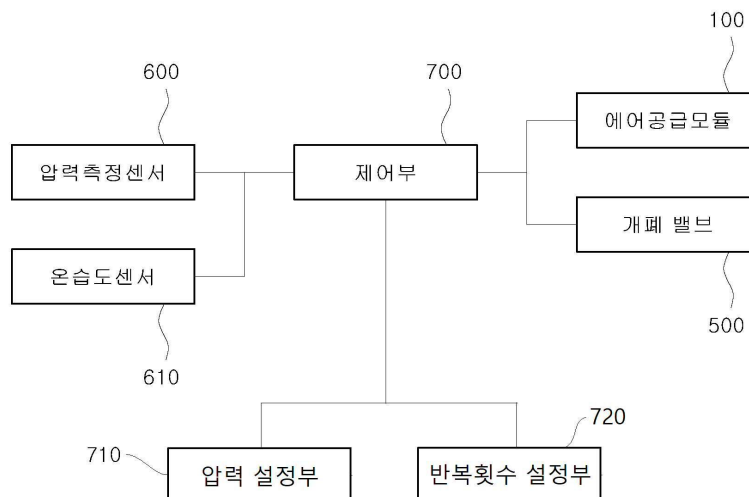 100
600
700
에어공급모듈
압력측정센서
제어부
개폐 밸브
온습도센서
500
610
720
710
압력 설정부
반복횟수 설정부